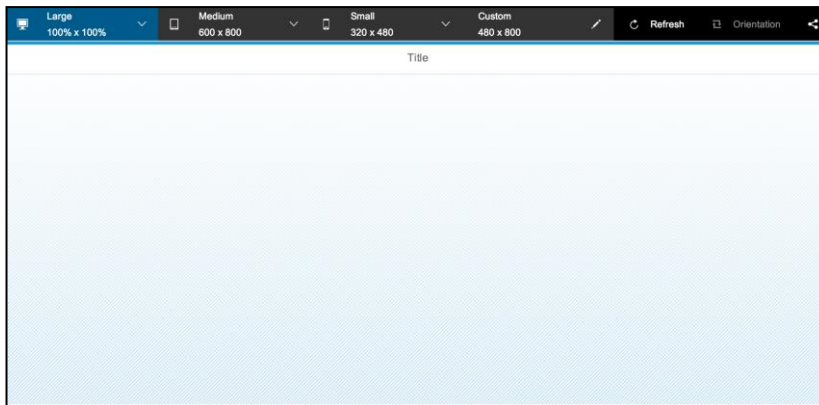 Large
100% x 100%
Medium
600 x 800
Small
320 x 480
Custom
480 x 800
Refresh
Orientation
Title